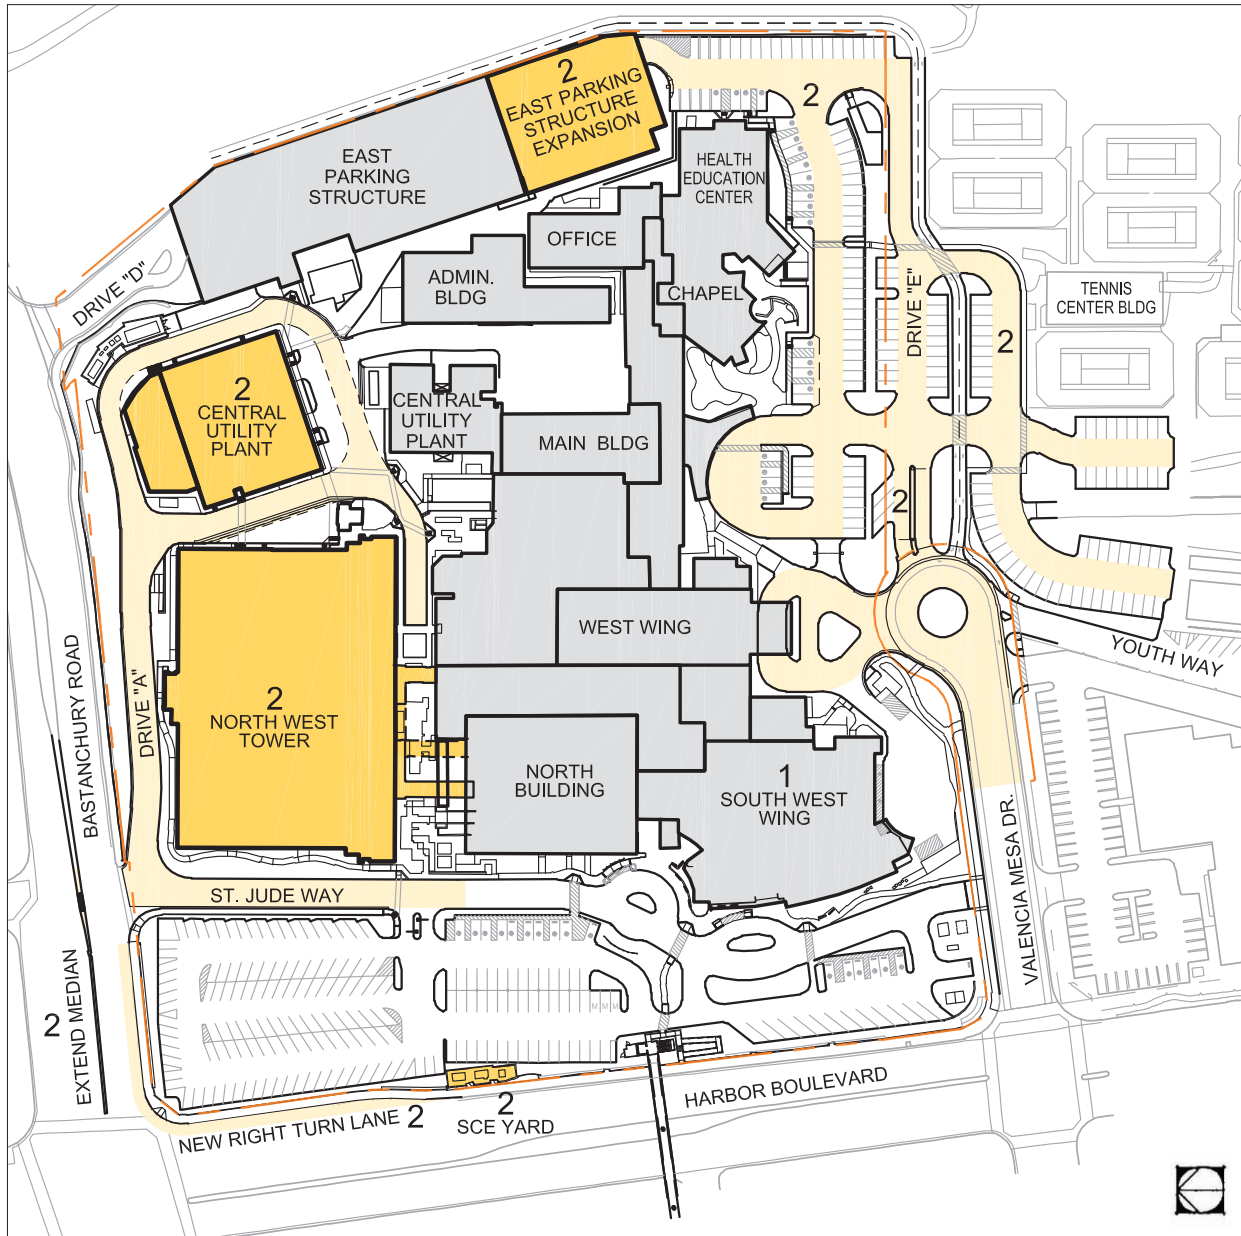 2
EAST PARKING
STRUCTURE
EXPANSION
2
EAST
PARKING
STRUCTURE
HEALTH
EDUCATION
CENTER
OFFICE
ADMIN.
BLDG
CHAPEL
DRIVE "D"
DRIVE "E"
TENNIS
CENTER BLDG
2
2
CENTRAL
UTILITY
PLANT
CENTRAL
UTILITY
PLANT
MAIN BLDG
2
WEST WING
YOUTH WAY
BASTANCHURY ROAD
DRIVE "A"
2
NORTH WEST
TOWER
NORTH
BUILDING
1
SOUTH WEST
WING
VALENCIA MESA DR.
ST. JUDE WAY
2
EXTEND MEDIAN
M M M
NEW RIGHT TURN LANE 2
2
SCE YARD
HARBOR BOULEVARD